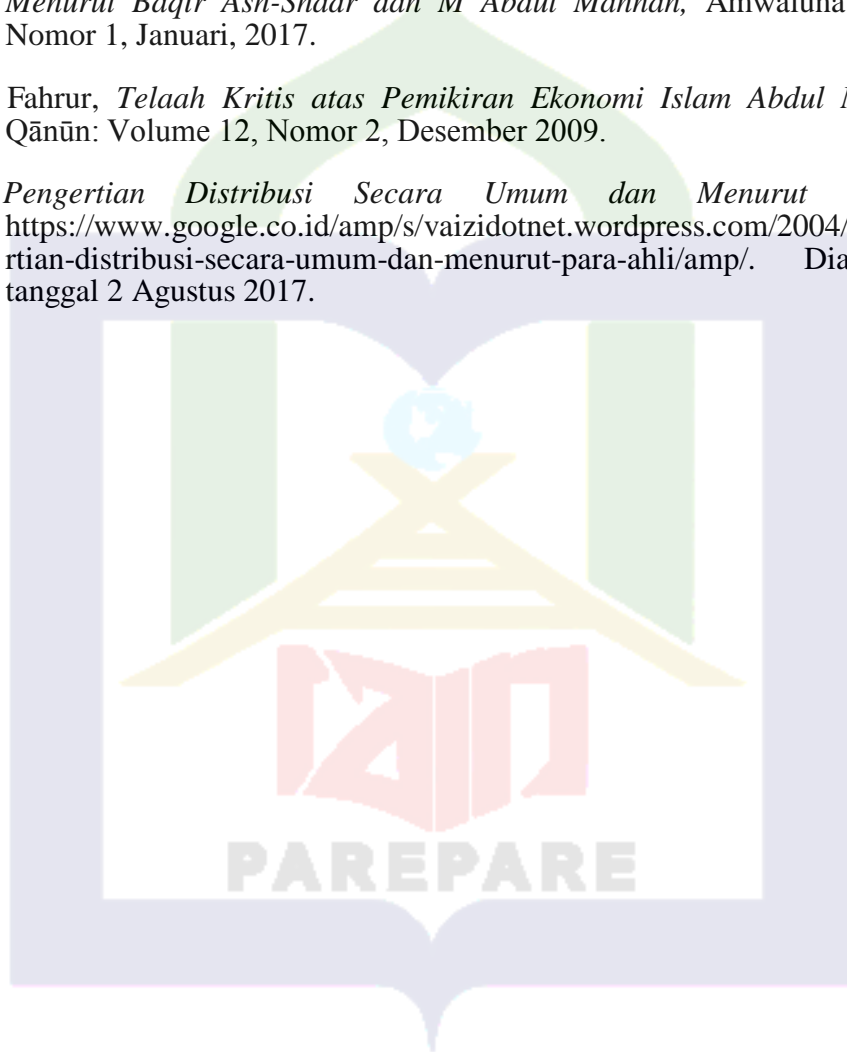 Menurut Baqir Ash-Shadr dan M Abdul Mannan, Amwaluna
Nomor 1, Januari, 2017.
Fahrur, Telaah Kritis atas Pemikiran Ekonomi Islam Abdul
Qānūn: Volume 12, Nomor 2, Desember 2009.
Pengertian Distribusi Secara Umum dan Menurut
https://www.google.co.id/amp/s/vaizidotnet.wordpress.com/2004/
rtian-distribusi-secara-umum-dan-menurut-para-ahli/amp/. Dia
tanggal 2 Agustus 2017.
iain
PAREPARE